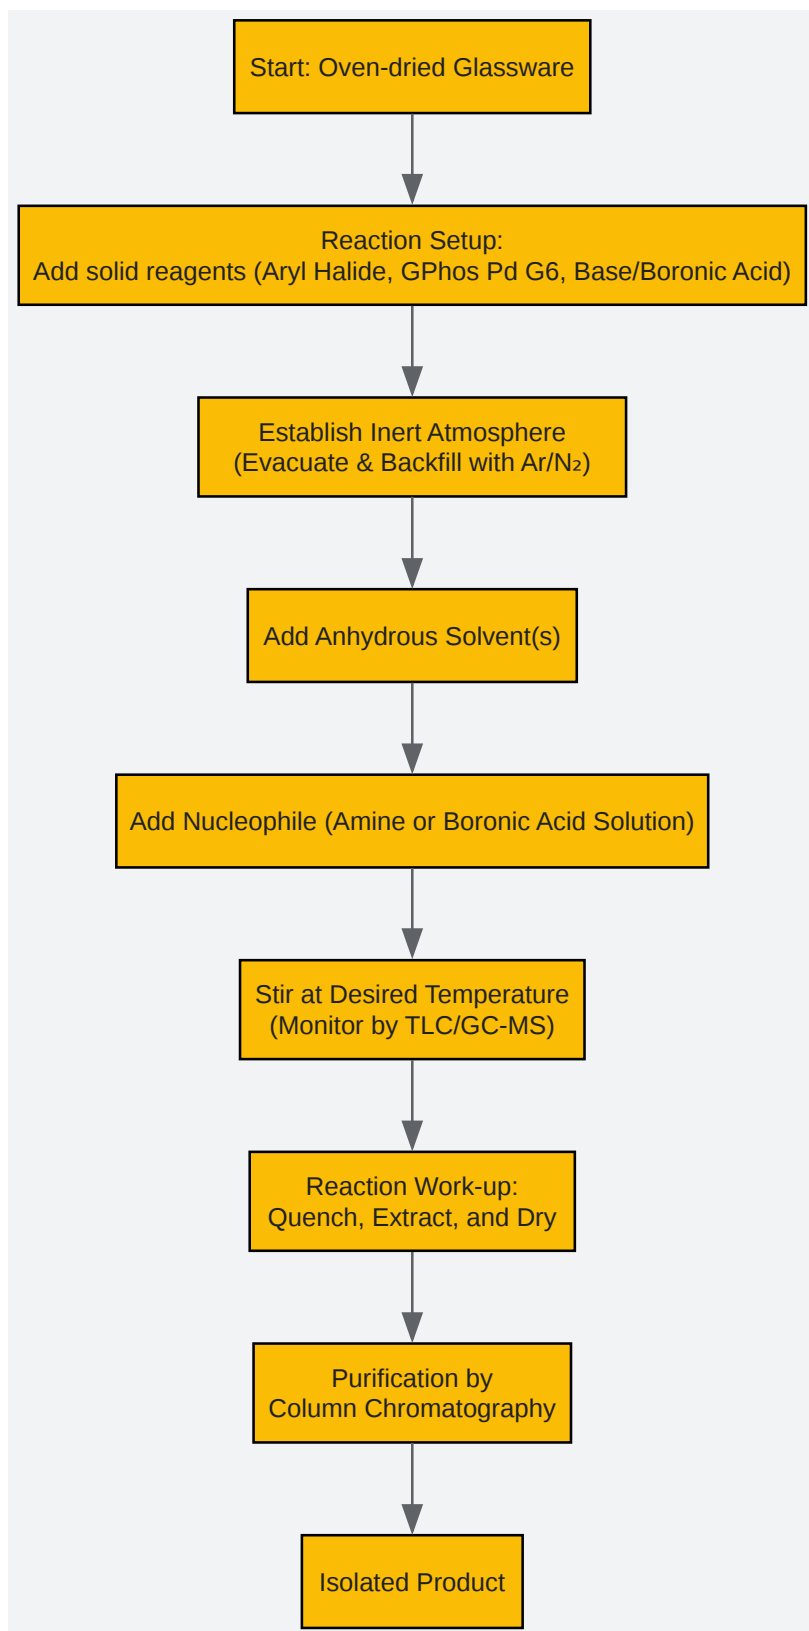 Start: Oven-dried Glassware
Reaction Setup:
Add solid reagents (Aryl Halide, GPhos Pd G6, Base/Boronic Acid)
Establish Inert Atmosphere
(Evacuate & Backfill with Ar/N₂)
Add Anhydrous Solvent(s)
Add Nucleophile (Amine or Boronic Acid Solution)
Stir at Desired Temperature
(Monitor by TLC/GC-MS)
Reaction Work-up:
Quench, Extract, and Dry
Purification by
Column Chromatography
Isolated Product